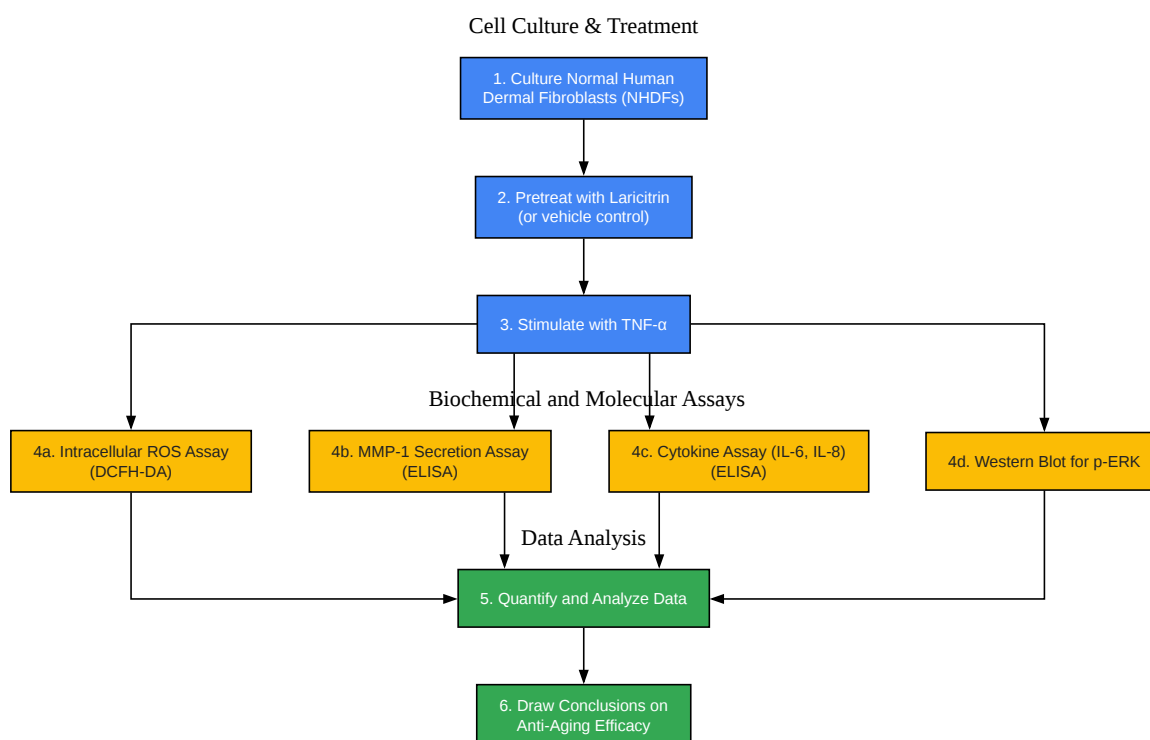 Cell Culture & Treatment
1. Culture Normal Human
Dermal Fibroblasts (NHDFs)
2. Pretreat with Laricitrin
(or vehicle control)
3. Stimulate with TNF-α
Biochemical and Molecular Assays
4a. Intracellular ROS Assay
(DCFH-DA)
4b. MMP-1 Secretion Assay
(ELISA)
4c. Cytokine Assay (IL-6, IL-8)
(ELISA)
4d. Western Blot for p-ERK
Data Analysis
5. Quantify and Analyze Data
6. Draw Conclusions on
Anti-Aging Efficacy